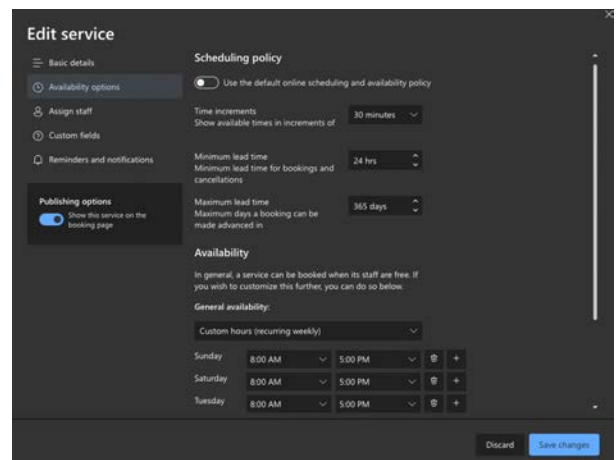 Edit service
Basic details
Availability options
Assign staff
Custom fields
Reminders and notifications
Publishing options
Show this service on the
booking page
Scheduling policy
Use the default online scheduling and availability policy
Time increments
Show available times in increments of
30 minutes
Minimum lead time
Minimum lead time for bookings and
cancellations
24 hrs
Maximum lead time
Maximum days a booking can be
made advanced in
365 days
Availability
In general, a service can be booked when its staff are free. If
you wish to customize this further, you can do so below.
General availability:
Custom hours (recurring weekly)
Sunday 8:00 AM 5:00 PM
Saturday 8:00 AM 5:00 PM
Tuesday 8:00 AM 5:00 PM
Discard Save changes